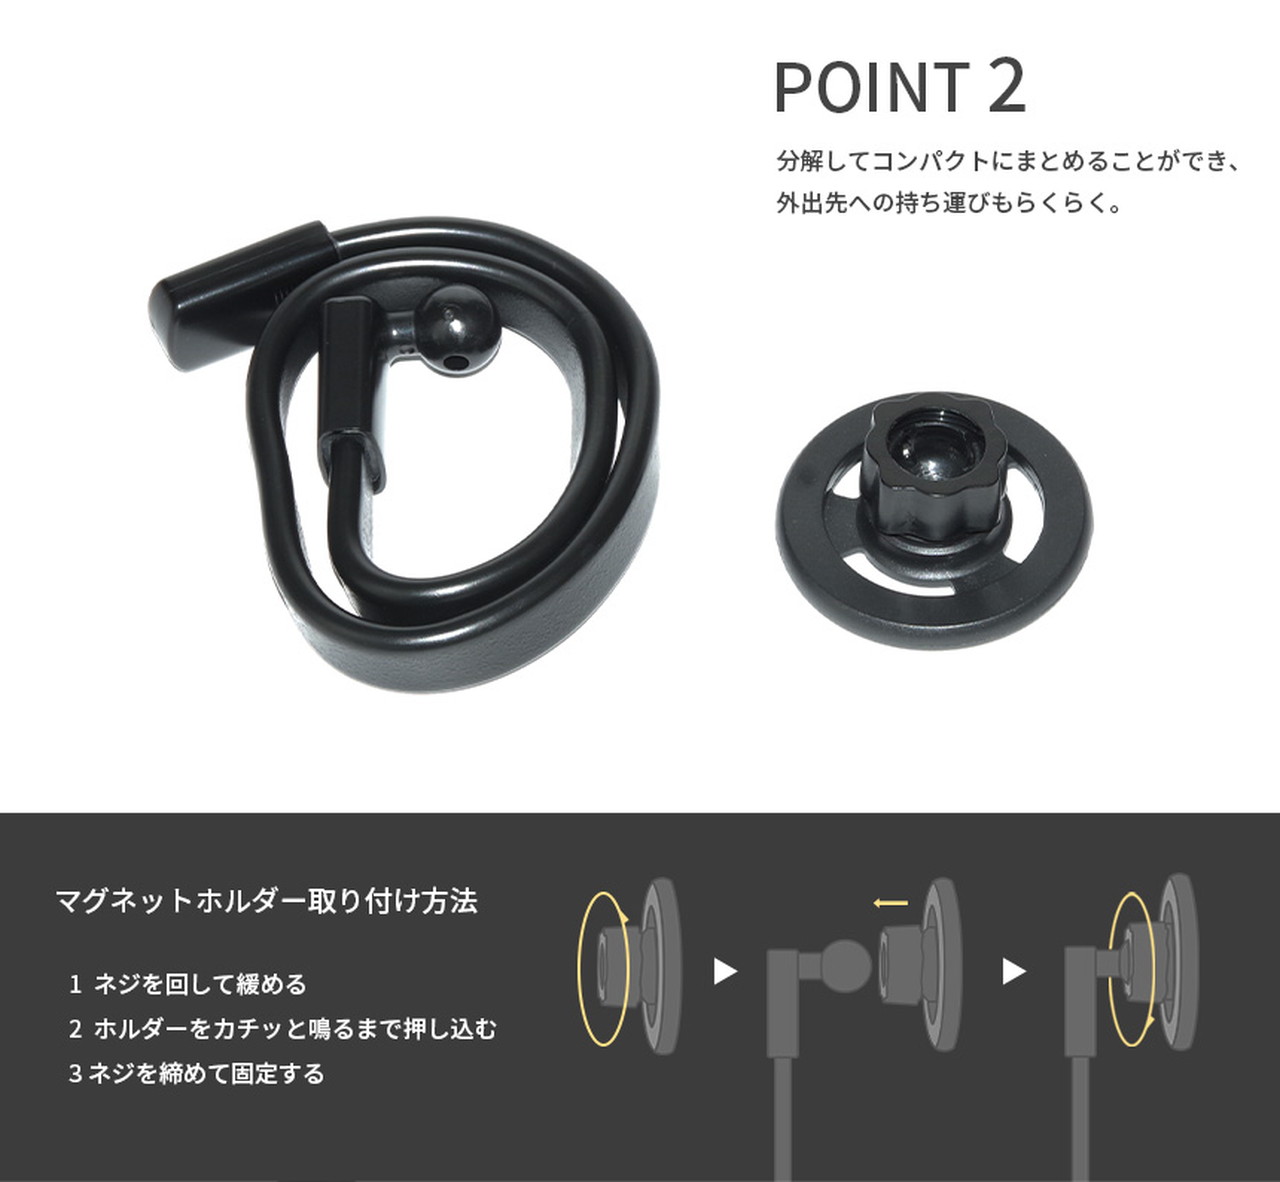 POINT 2
分解してコンパクトにまとめることができ、
外出先への持ち運びもらくらく。
マグネットホルダー取り付け方法
1 ネジを回して緩める
2 ホルダーをカチッと鳴るまで押し込む
3 ネジを締めて固定する